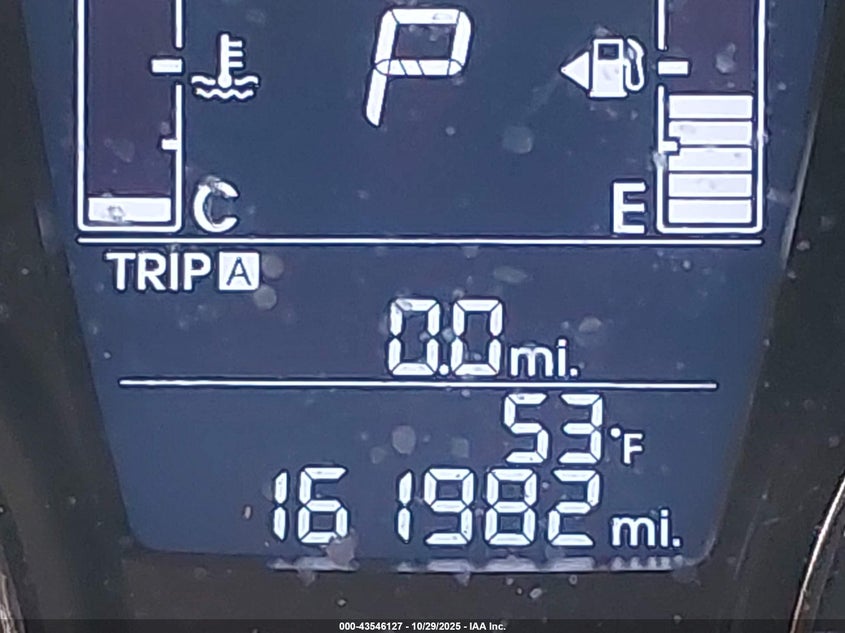 P
C
E
TRIP A
0.0 mi.
53°F
161982 mi.
000-43546127 - 10/29/2025 - IAA Inc.